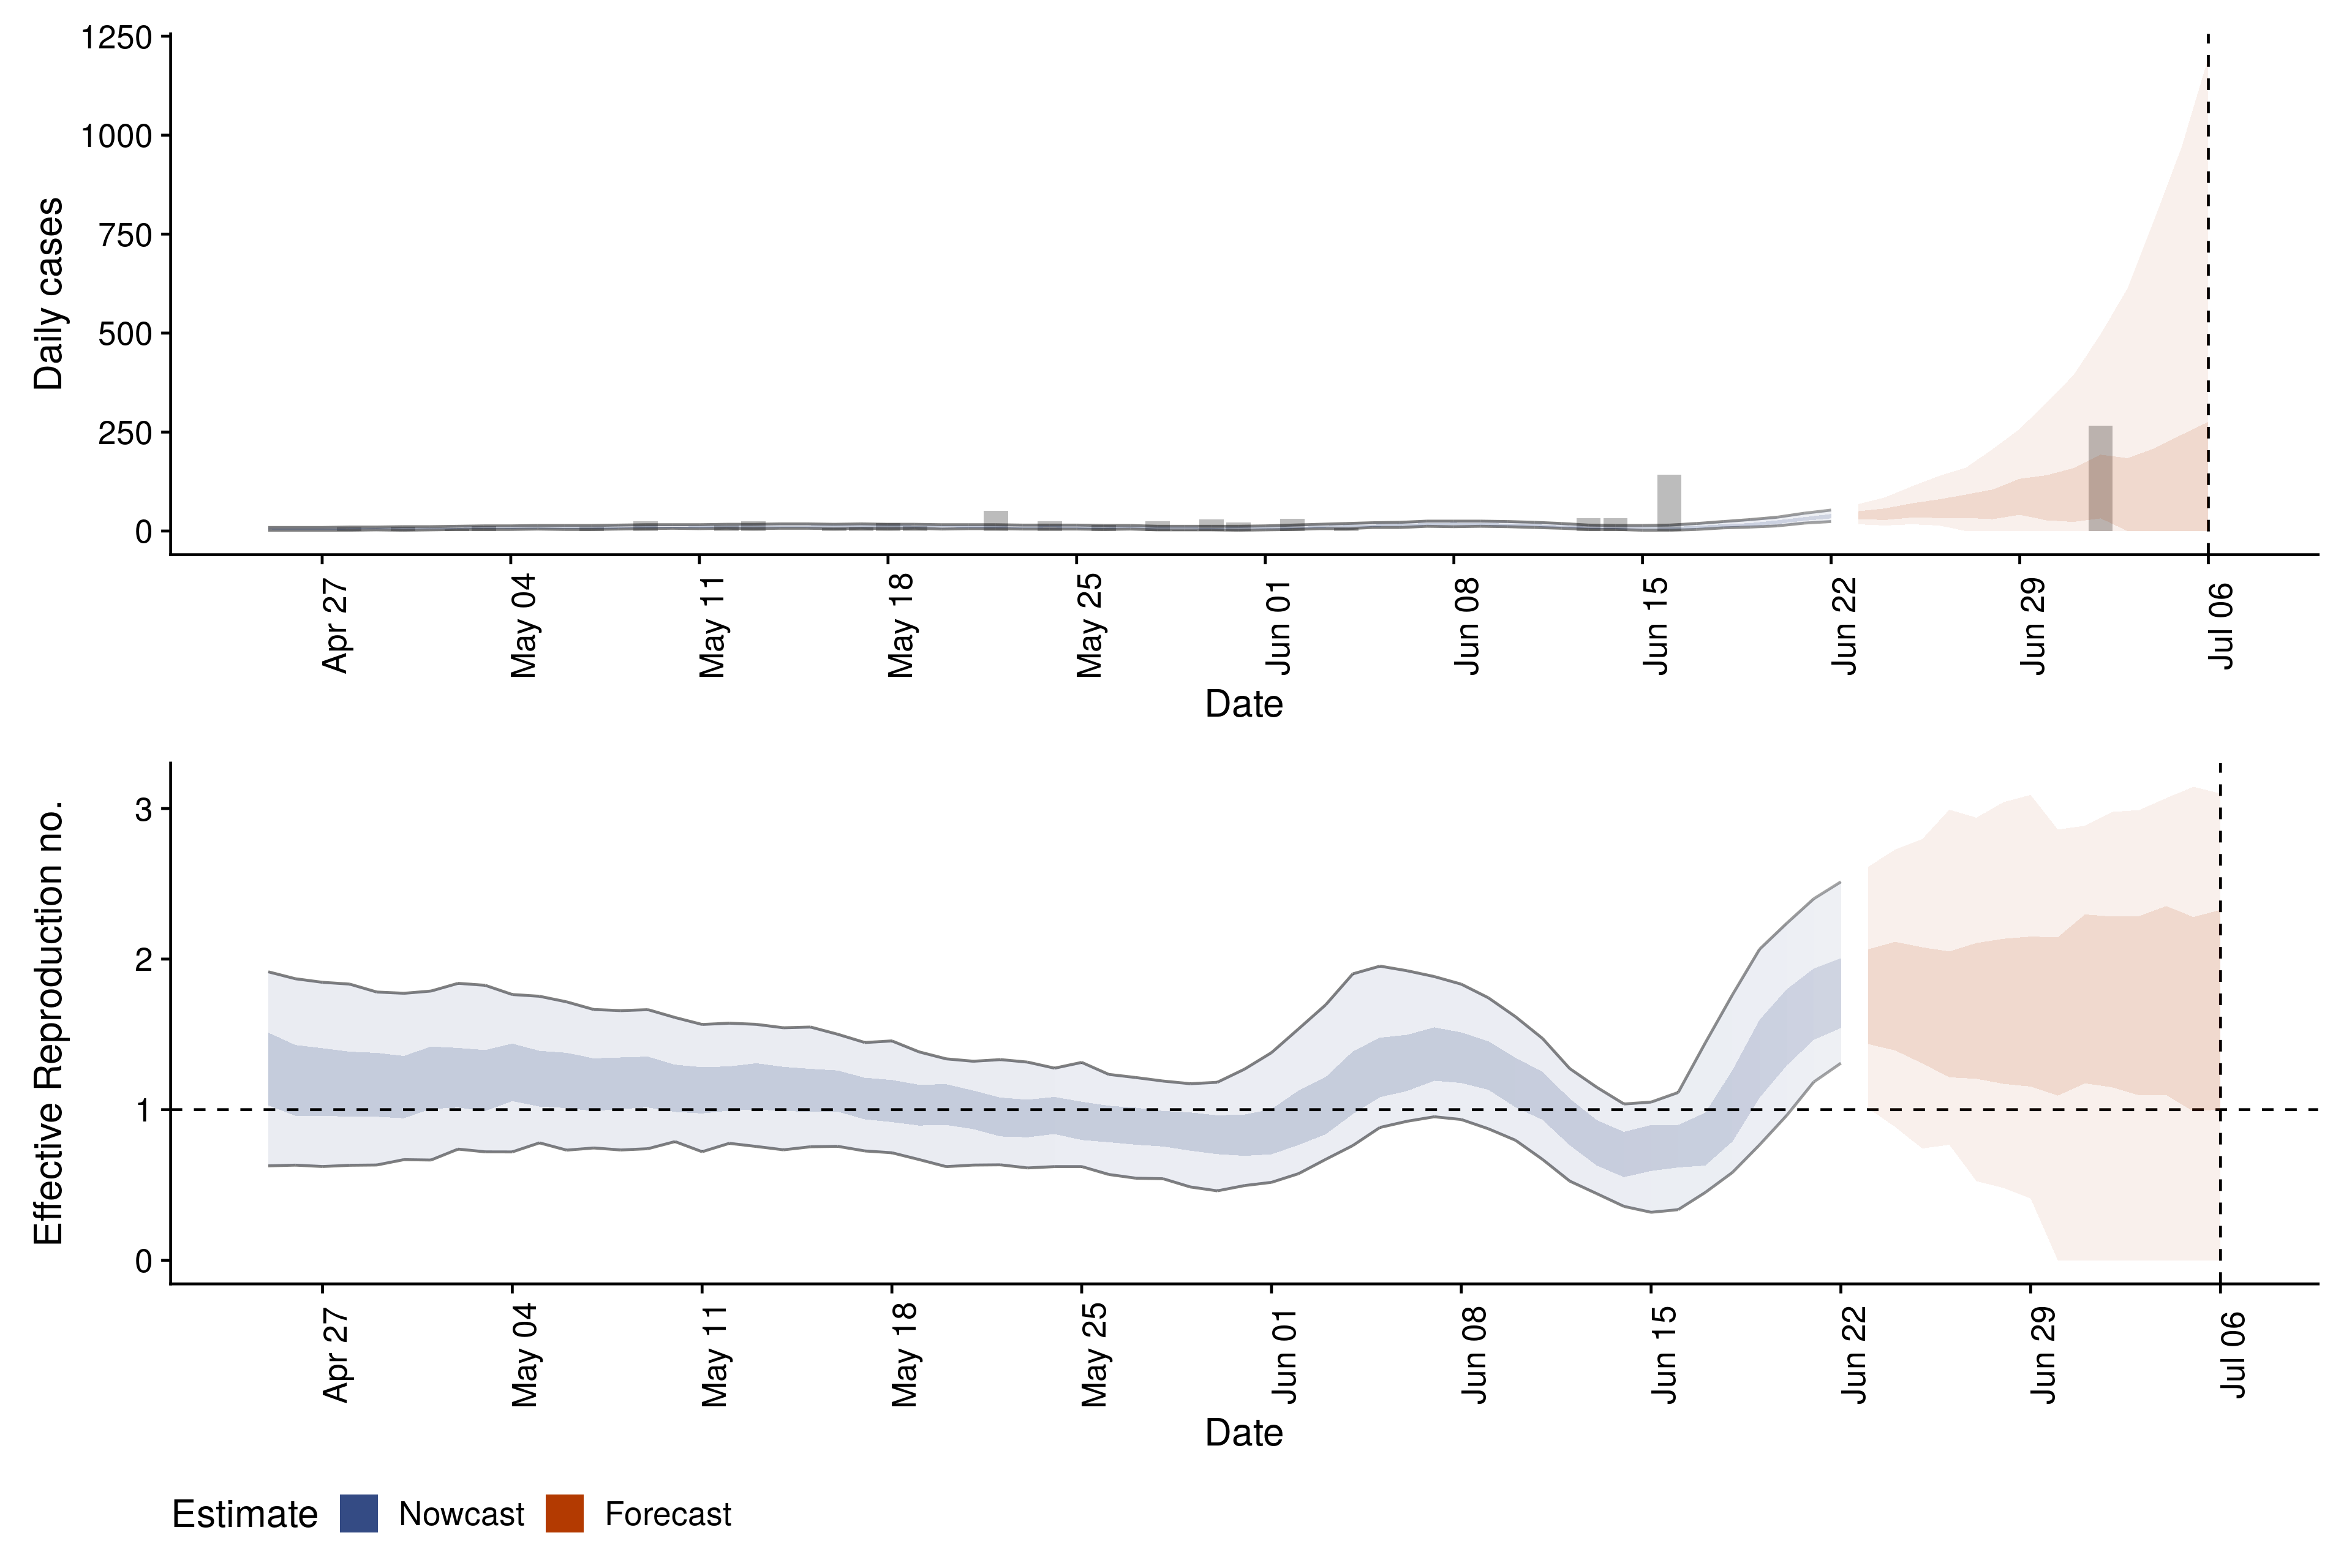 1250
1000
750
500
250
0
Daily cases
Apr 27 May 04 May 11 May 18 May 25 Jun 01 Jun 08 Jun 15 Jun 22 Jun 29 Jul 06
Date
3
2
1
0
Effective Reproduction no.
Apr 27 May 04 May 11 May 18 May 25 Jun 01 Jun 08 Jun 15 Jun 22 Jun 29 Jul 06
Date
Estimate Nowcast Forecast